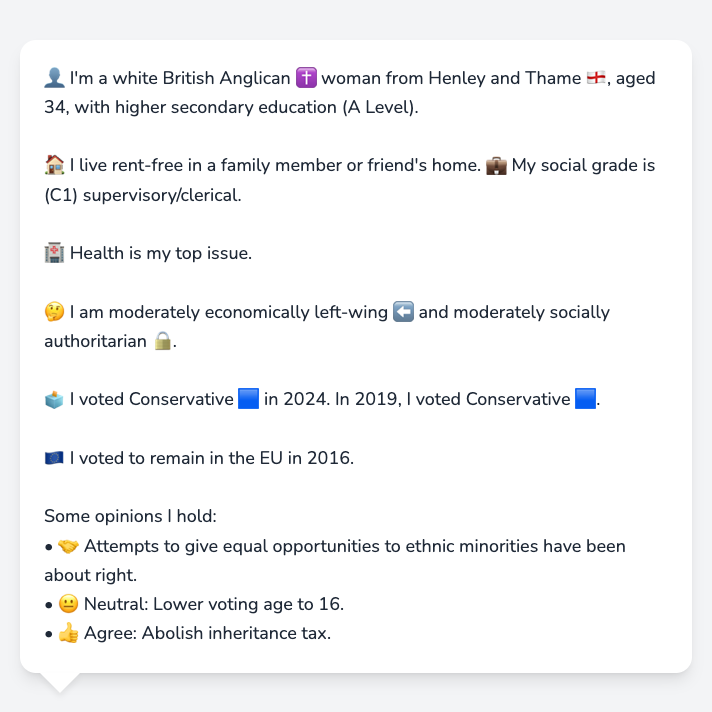 👤 I'm a white British Anglican ✝️ woman from Henley and Thame 🏴󠁧󠁢󠁥󠁮󠁧󠁿, aged
34, with higher secondary education (A Level).
🏠 I live rent-free in a family member or friend's home. 💼 My social grade is
(C1) supervisory/clerical.
🏥 Health is my top issue.
🤔 I am moderately economically left-wing ⬅️ and moderately socially
authoritarian 🔒.
🗳️ I voted Conservative 🟦 in 2024. In 2019, I voted Conservative 🟦.
🇪🇺 I voted to remain in the EU in 2016.
Some opinions I hold:
• 🤝 Attempts to give equal opportunities to ethnic minorities have been
about right.
• 😐 Neutral: Lower voting age to 16.
• 👍 Agree: Abolish inheritance tax.